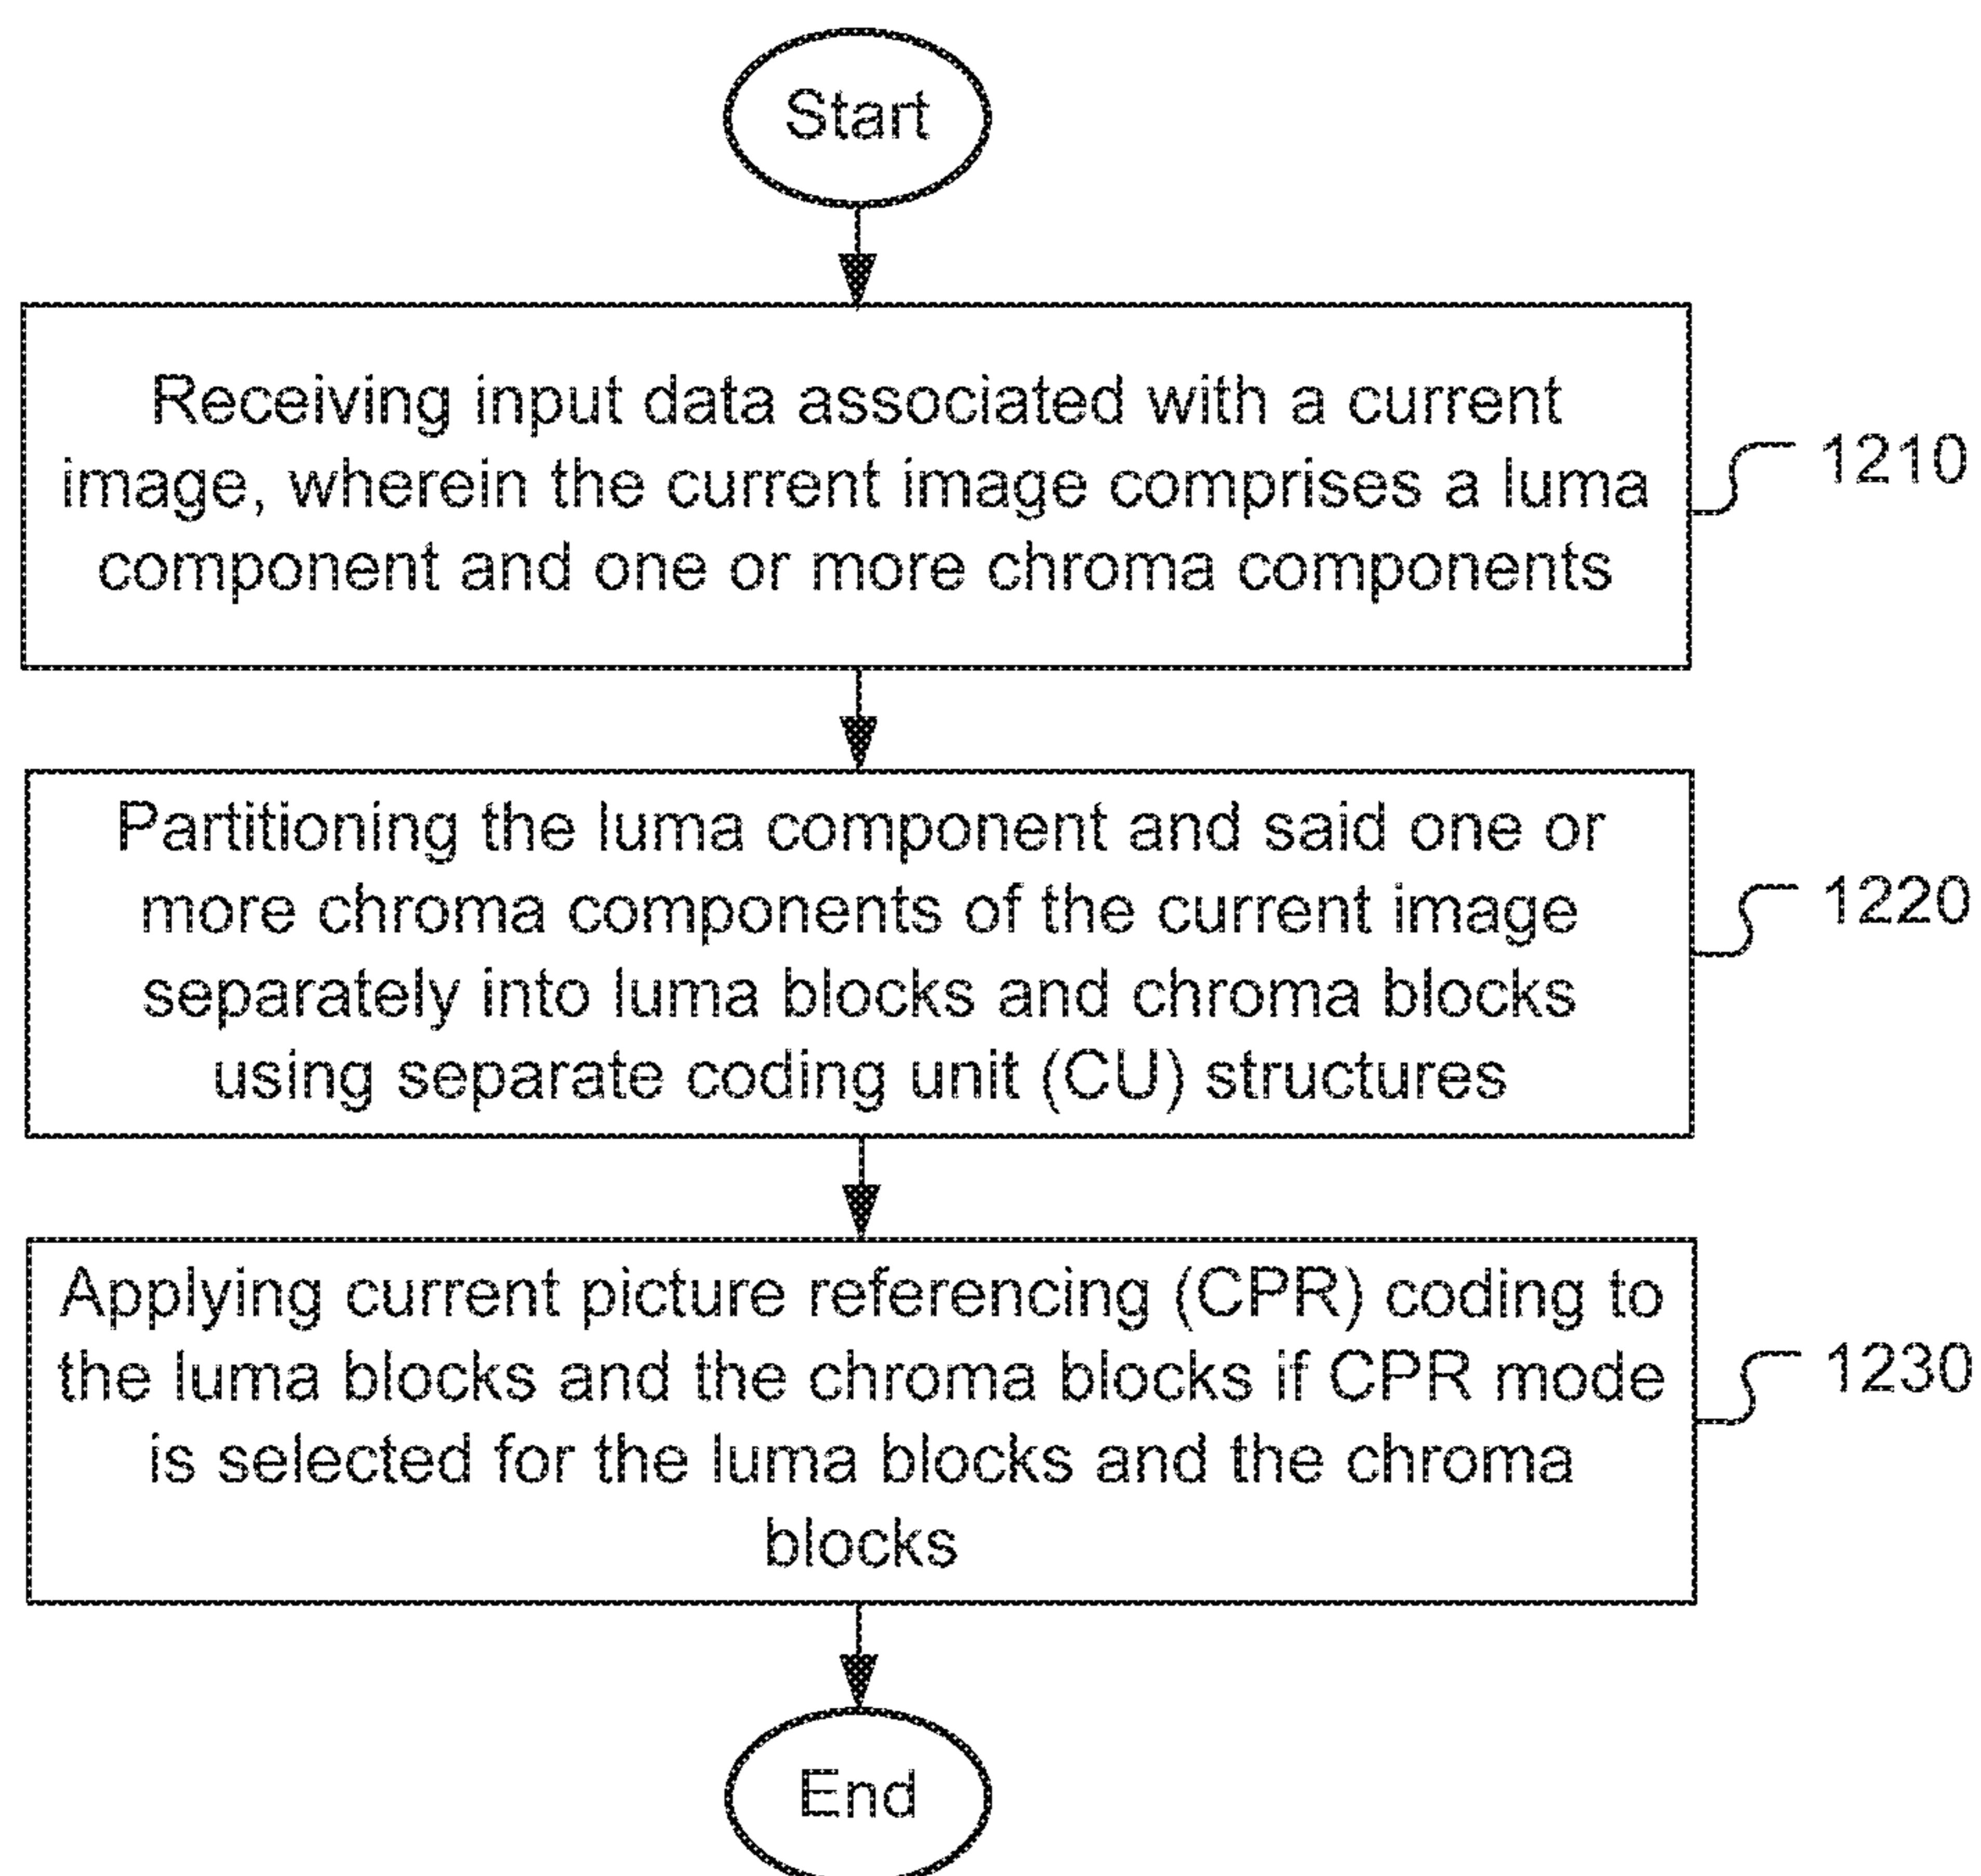 Start
Receiving input data associated with a current
image, wherein the current image comprises a luma
component and one or more chroma components
1210
Partitioning the luma component and said one or
more chroma components of the current image
separately into luma blocks and chroma blocks
using separate coding unit (CU) structures
1220
Applying current picture referencing (CPR) coding to
the luma blocks and the chroma blocks if CPR mode
is selected for the luma blocks and the chroma
blocks
1230
End